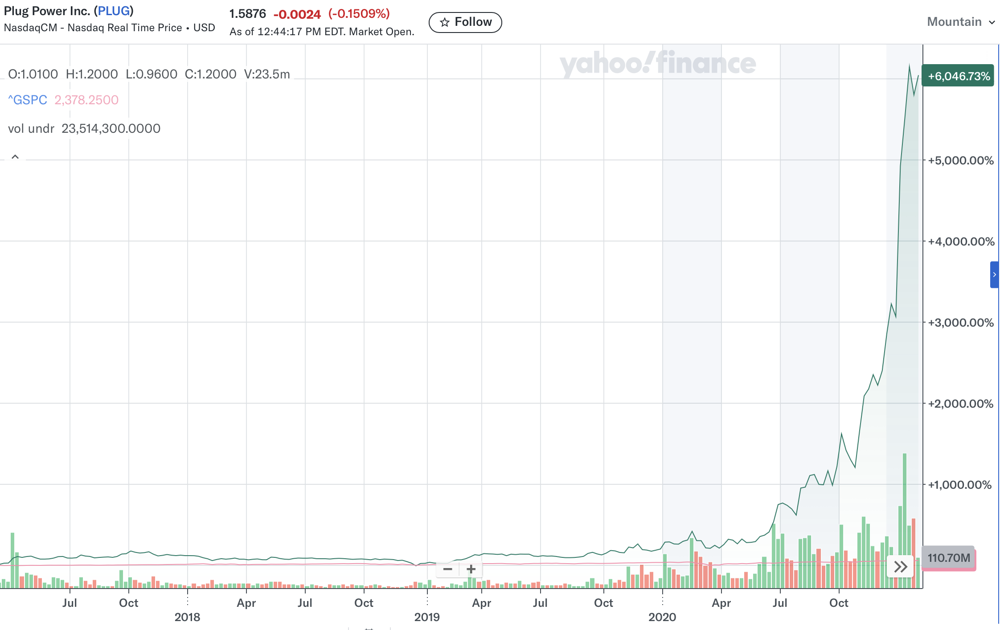 Plug Power Inc. (PLUG)
NasdaqCM - Nasdaq Real Time Price • USD
1.5876 -0.0024 (-0.1509%)
As of 12:44:17 PM EDT. Market Open.
Follow
Mountain
yahoo!finance
O:1.0100 H:1.2000 L:0.9600 C:1.2000 V:23.5m
^GSPC 2,378.2500
vol undr 23,514,300.0000
+6,046.73%
+5,000.00%
+4,000.00%
+3,000.00%
+2,000.00%
+1,000.00%
110.70M
Jul Oct Apr Jul Oct Apr Jul Oct Apr Jul Oct
2018 2019 2020